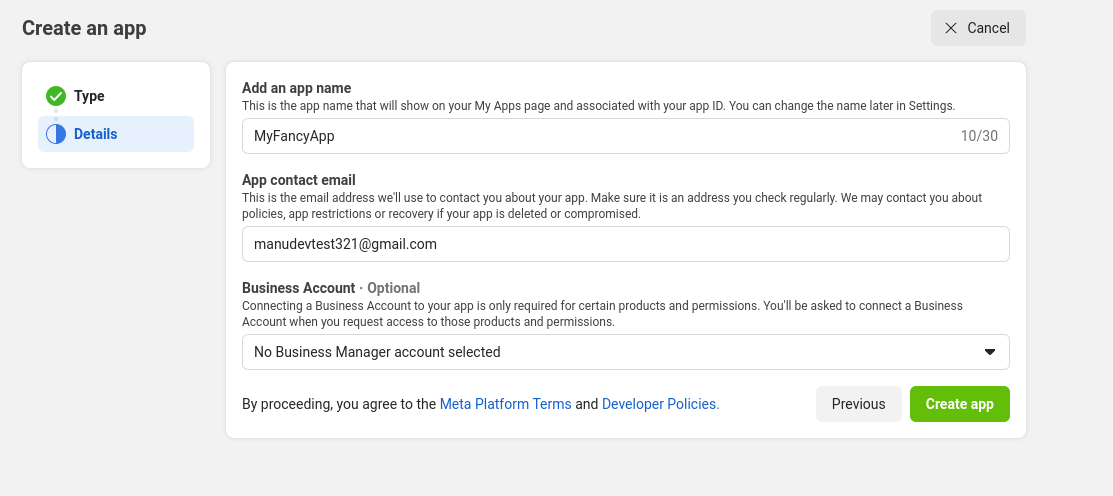 Create an app
Cancel
Type
Details
Add an app name
This is the app name that will show on your My Apps page and associated with your app ID. You can change the name later in Settings.
MyFancyApp
10/30
App contact email
This is the email address we'll use to contact you about your app. Make sure it is an address you check regularly. We may contact you about
policies, app restrictions or recovery if your app is deleted or compromised.
manudevtest321@gmail.com
Business Account · Optional
Connecting a Business Account to your app is only required for certain products and permissions. You'll be asked to connect a Business
Account when you request access to those products and permissions.
No Business Manager account selected
By proceeding, you agree to the Meta Platform Terms and Developer Policies.
Previous
Create app